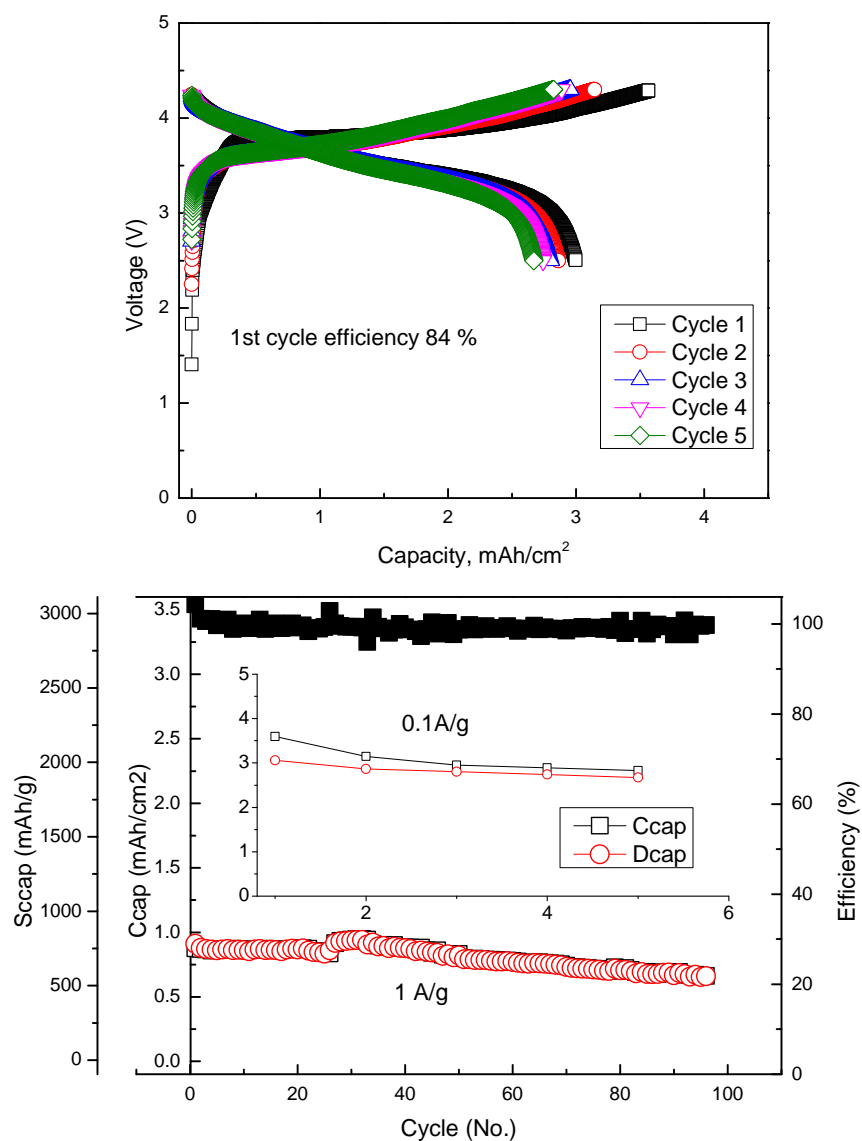 5
4
3
2
1
0
Voltage (V)
1st cycle efficiency 84 %
Cycle 1
Cycle 2
Cycle 3
Cycle 4
Cycle 5
0 1 2 3 4
Capacity, mAh/cm2
3000
2500
2000
1500
1000
750
500
0
Sccap (mAh/g)
3.5
3.0
2.5
2.0
1.5
1.0
0.5
0.0
Ccap (mAh/cm2)
5
4
3
2
1
0
0.1A/g
Ccap
Dcap
2 4 6
1 A/g
100
80
60
40
20
0
Efficiency (%)
0 20 40 60 80 100
Cycle (No.)